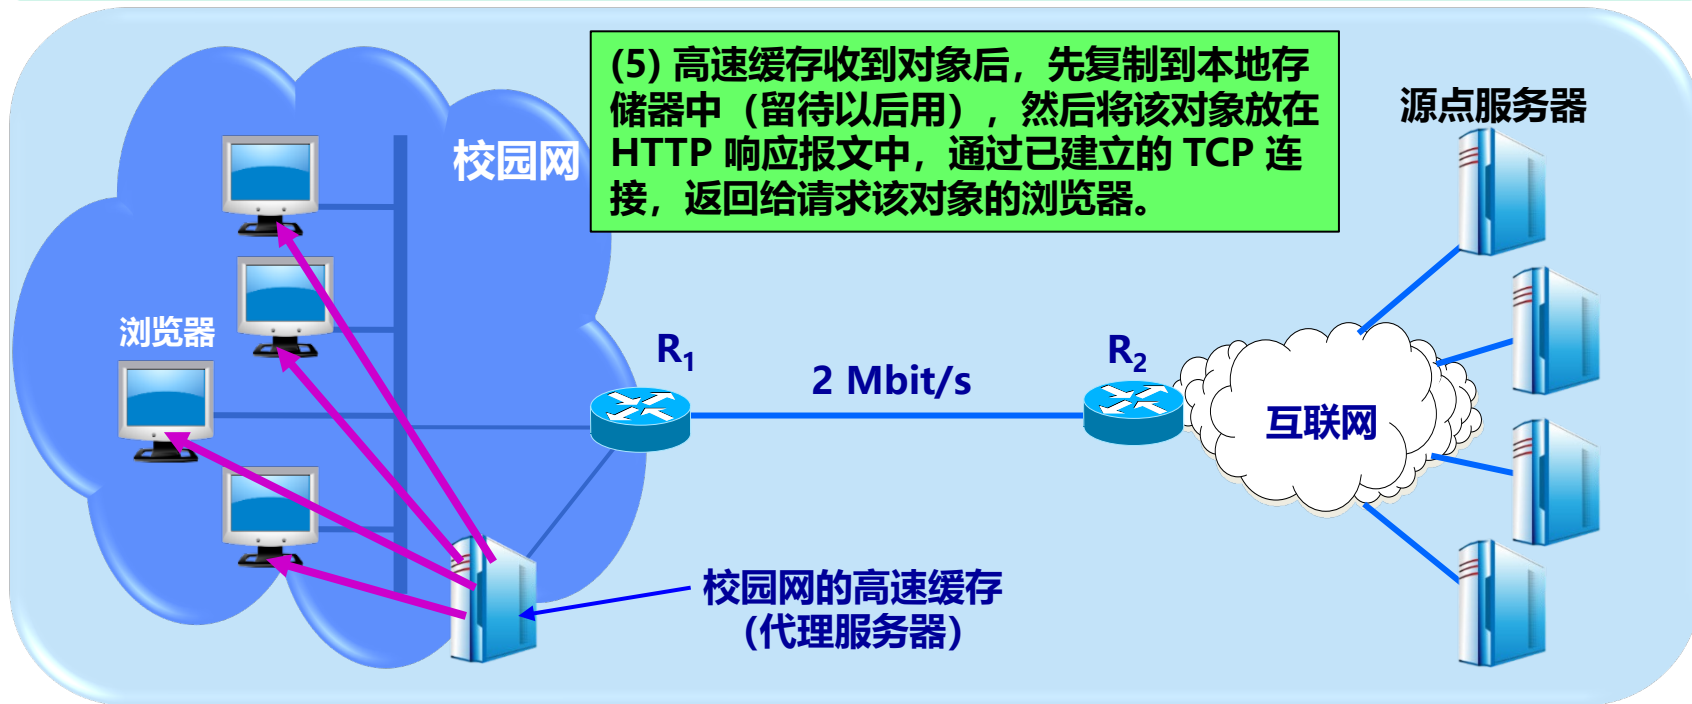 (5) 高速缓存收到对象后，先复制到本地存
储器中（留待以后用），然后将该对象放在
HTTP 响应报文中，通过已建立的 TCP 连
接，返回给请求该对象的浏览器。
源点服务器
校园网
浏览器
R1
2 Mbit/s
R2
互联网
校园网的高速缓存
(代理服务器)